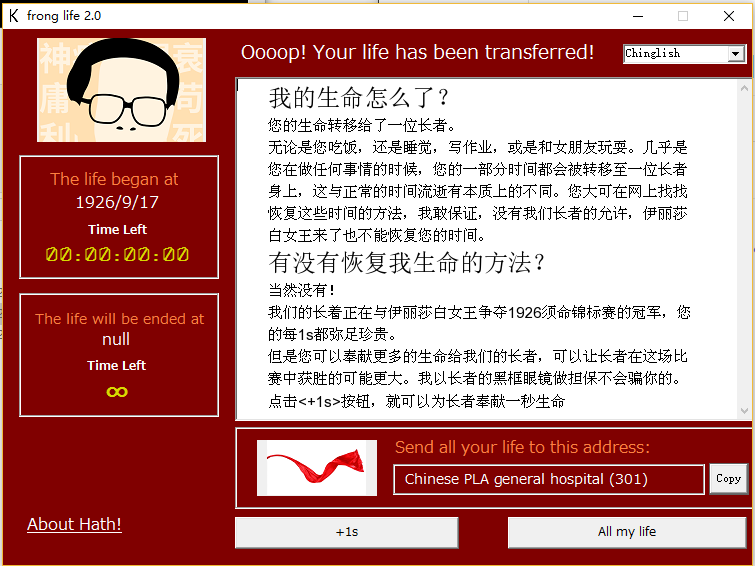 frong life 2.0
Oooop! Your life has been transferred!
Chinglish
神 衰
庸 苟
利 死
The life began at
1926/9/17
Time Left
00:00:00:00
The life will be ended at
null
Time Left
∞
About Hath!
我的生命怎么了？
您的生命转移给了一位长者。
无论是您吃饭，还是睡觉，写作业，或是和女朋友玩耍。几乎是
您在做任何事情的时候，您的一部分时间都会被转移至一位长者
身上，这与正常的时间流逝有本质上的不同。您大可在网上找找
恢复这些时间的方法，我敢保证，没有我们长者的允许，伊丽莎
白女王来了也不能恢复您的时间。
有没有恢复我生命的方法？
当然没有！
我们的长着正在与伊丽莎白女王争夺1926须命锦标赛的冠军，您
的每1s都弥足珍贵。
但是您可以奉献更多的生命给我们的长者，可以让长者在这场比
赛中获胜的可能更大。我以长者的黑框眼镜做担保不会骗你的。
点击<+1s>按钮，就可以为长者奉献一秒生命
Send all your life to this address:
Chinese PLA general hospital (301)
Copy
+1s
All my life